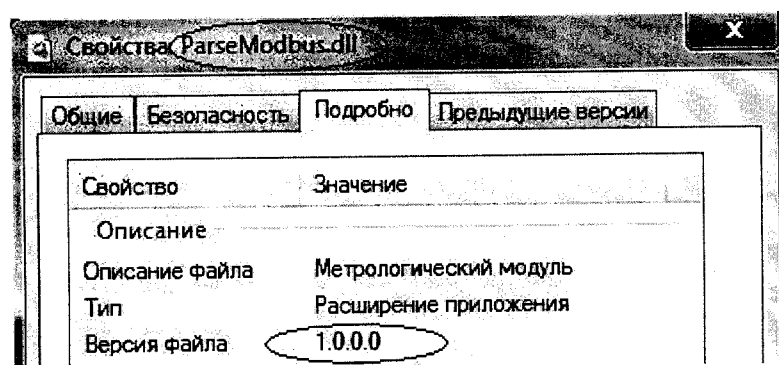 Свойства: ParseModbus.dll
X
Общие Безопасность Подробно Предыдущие версии
Свойство Значение
Описание
Описание файла Метрологический модуль
Тип Расширение приложения
Версия файла 1.0.0.0